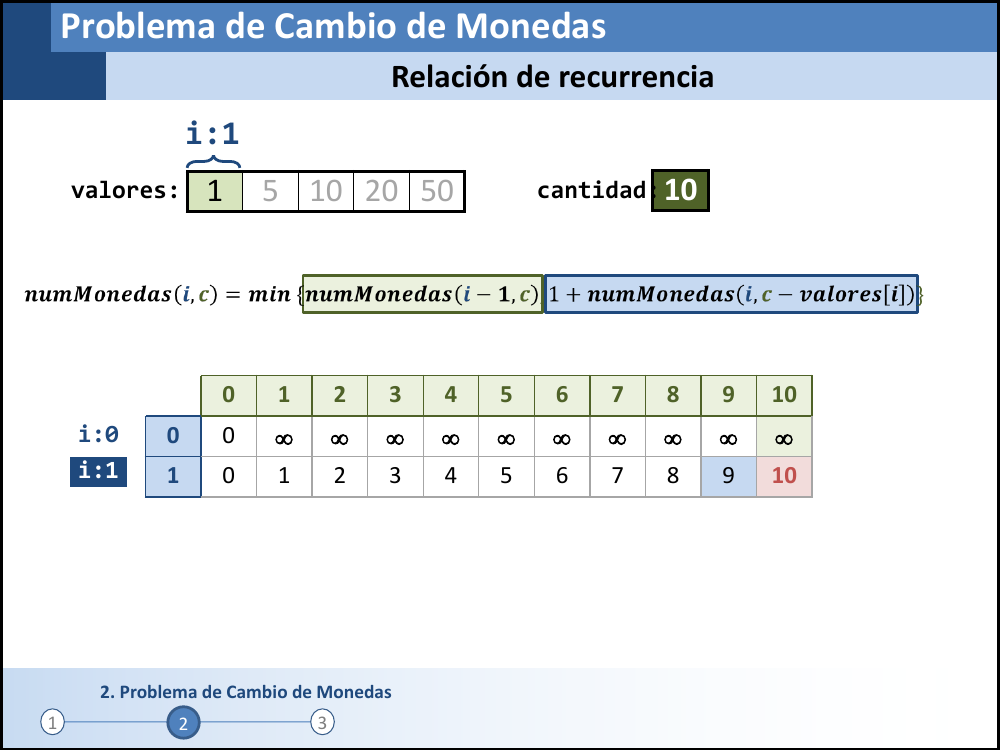 Problema de Cambio de Monedas
Relación de recurrencia
i:1
valores: 1 5 10 20 50 cantidad: 10
numMonedas(i,c) = min {numMonedas(i − 1,c), 1 + numMonedas(i,c − valores[i])}
0 1 2 3 4 5 6 7 8 9 10
i:0 0 0 ∞ ∞ ∞ ∞ ∞ ∞ ∞ ∞ ∞ ∞
i:1 1 0 1 2 3 4 5 6 7 8 9 10
2. Problema de Cambio de Monedas
1 2 3